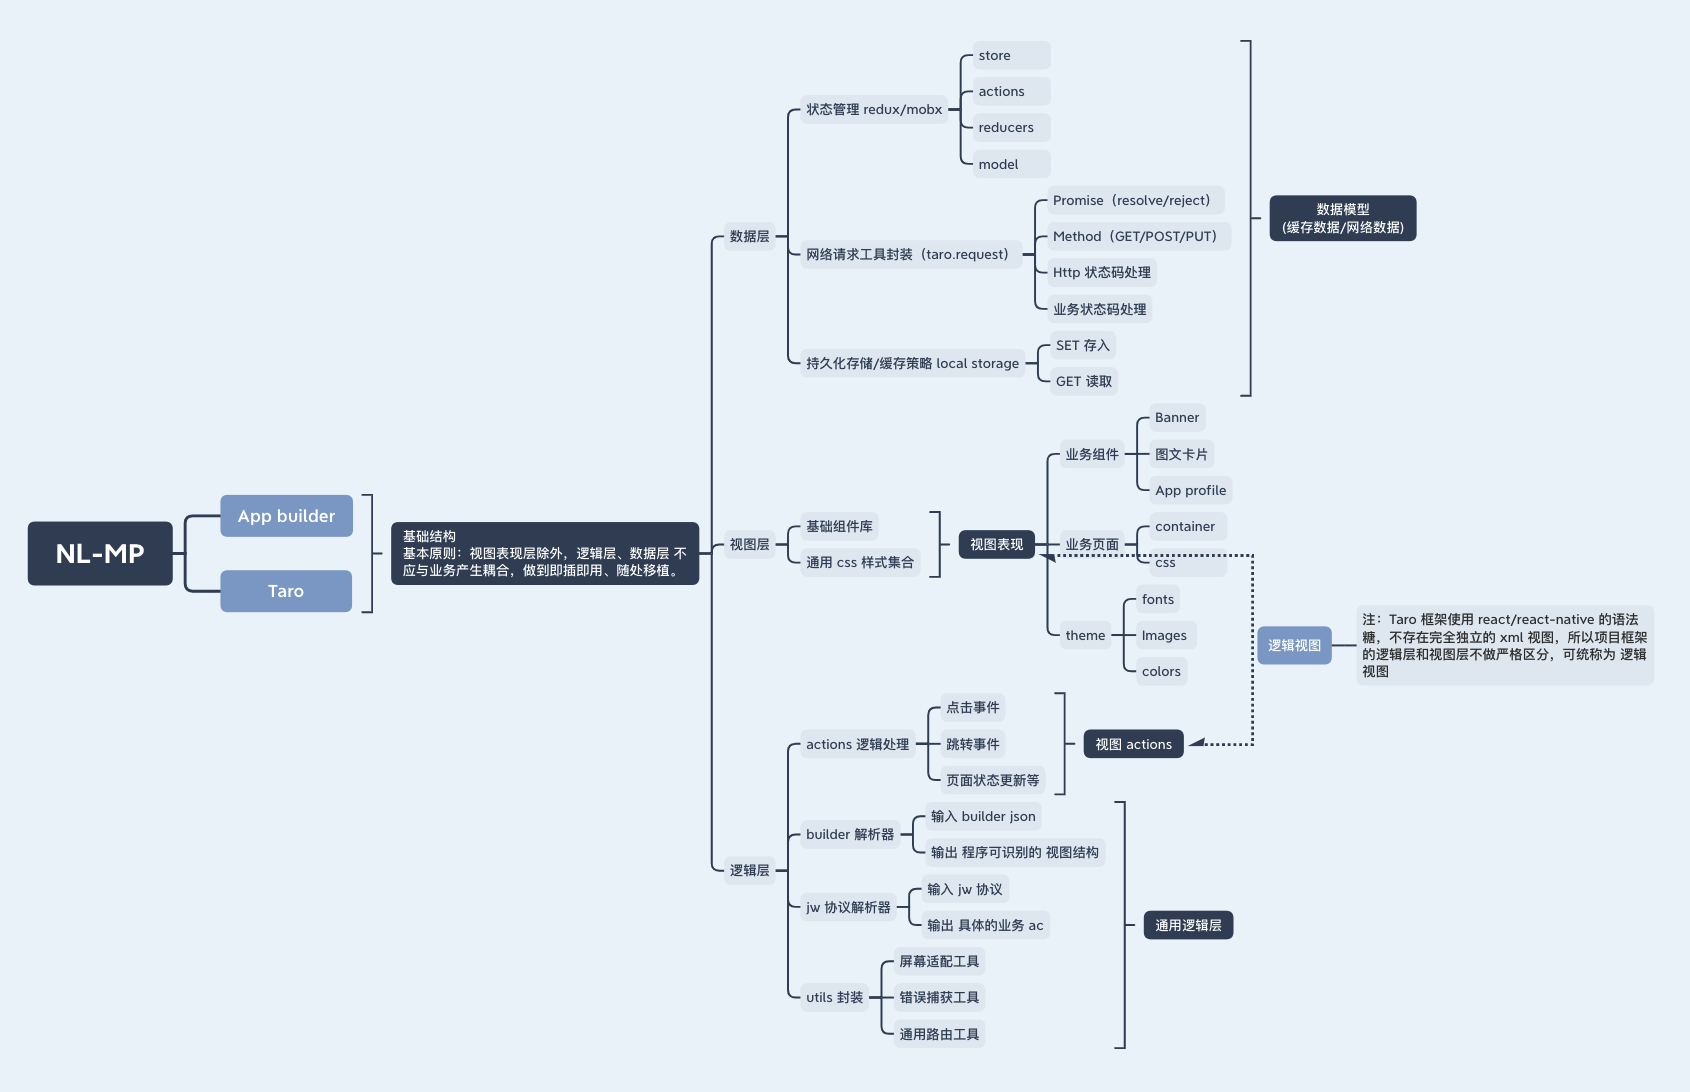 NL-MP
App builder
Taro
基础结构
基本原则：视图表现层除外，逻辑层、数据层 不
应与业务产生耦合，做到即插即用、随处移植。
数据层
状态管理 redux/mobx
store
actions
reducers
model
网络请求工具封装（taro.request）
Promise（resolve/reject）
Method（GET/POST/PUT）
Http 状态码处理
业务状态码处理
持久化存储/缓存策略 local storage
SET 存入
GET 读取
数据模型
(缓存数据/网络数据)
视图层
基础组件库
通用 css 样式集合
视图表现
业务组件
Banner
图文卡片
App profile
业务页面
container
css
theme
fonts
Images
colors
逻辑层
actions 逻辑处理
点击事件
跳转事件
页面状态更新等
视图 actions
builder 解析器
输入 builder json
输出 程序可识别的 视图结构
jw 协议解析器
输入 jw 协议
输出 具体的业务 ac
utils 封装
屏幕适配工具
错误捕获工具
通用路由工具
通用逻辑层
逻辑视图
注：Taro 框架使用 react/react-native 的语法
糖，不存在完全独立的 xml 视图，所以项目框架
的逻辑层和视图层不做严格区分，可统称为 逻辑
视图